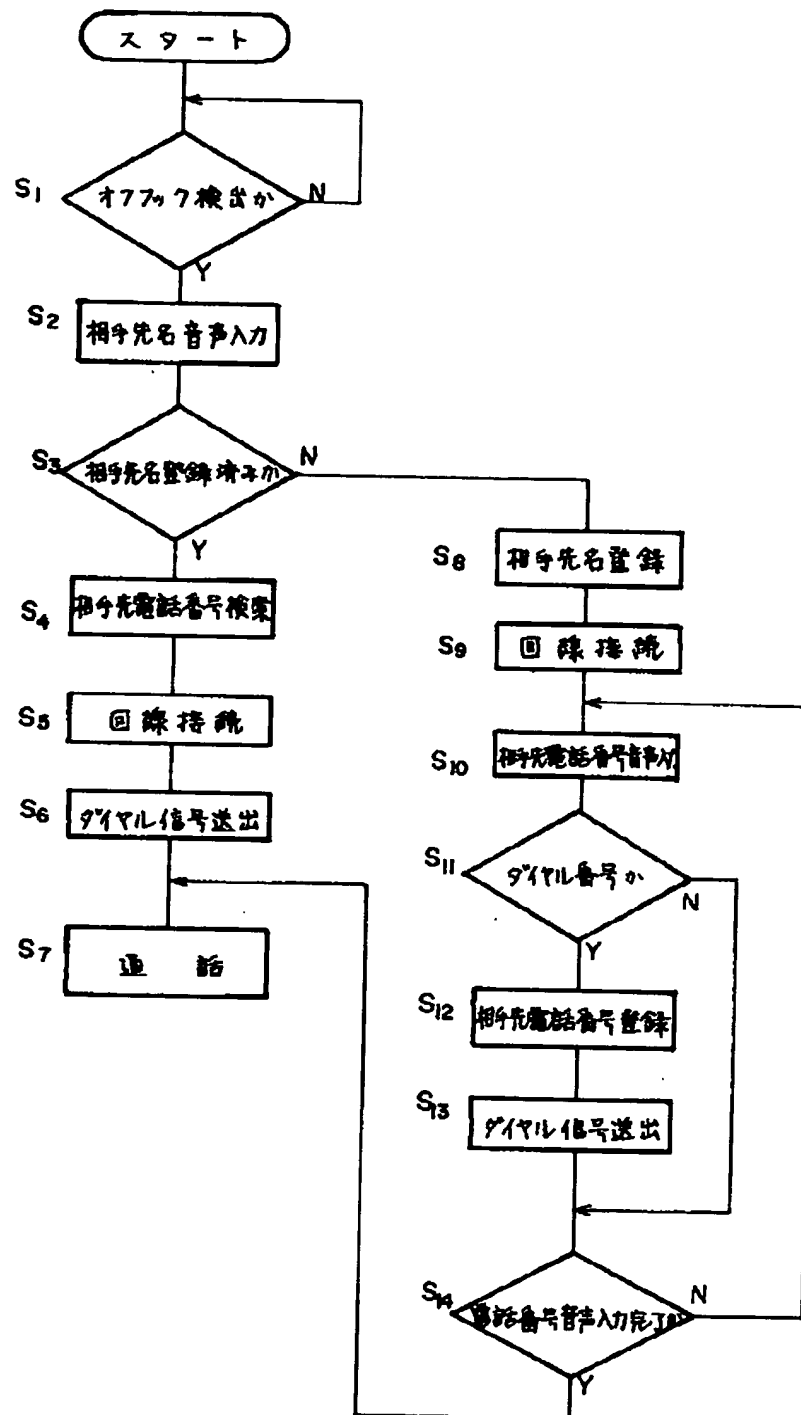 スタート
S1 オフフック検出か N
Y
S2 相手先名音声入力
S3 相手先名登録済みか N
Y
S4 相手先電話番号検索
S5 回線接続
S6 ダイヤル信号送出
S7 通話
S8 相手先名登録
S9 回線接続
S10 相手先電話番号音声入力
S11 ダイヤル番号か N
Y
S12 相手先電話番号登録
S13 ダイヤル信号送出
S14 電話番号音声入力完了か N
Y